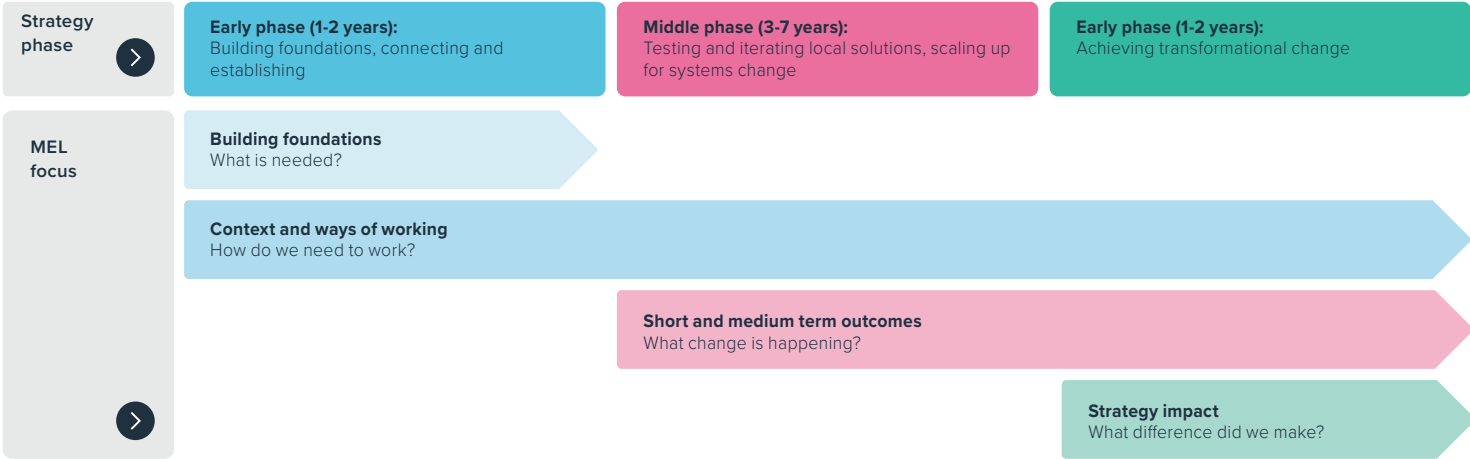 Strategy
phase
Early phase (1-2 years):
Building foundations, connecting and
establishing
Middle phase (3-7 years):
Testing and iterating local solutions, scaling up
for systems change
Early phase (1-2 years):
Achieving transformational change
MEL
focus
Building foundations
What is needed?
Context and ways of working
How do we need to work?
Short and medium term outcomes
What change is happening?
Strategy impact
What difference did we make?